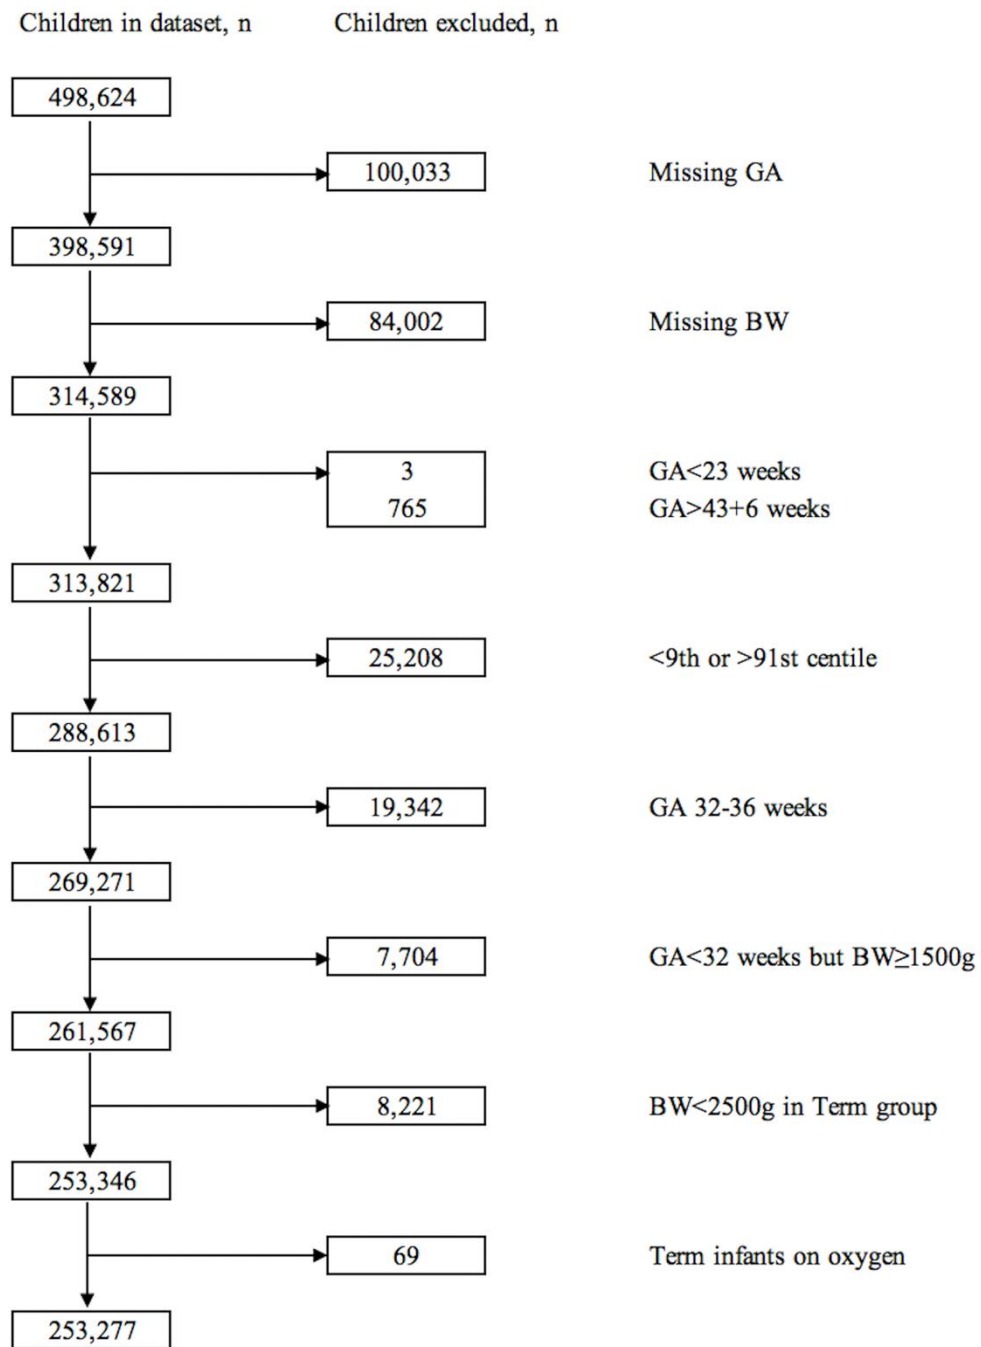 Children in dataset, n Children excluded, n
498,624
100,033 Missing GA
398,591
84,002 Missing BW
314,589
3 GA<23 weeks
765 GA>43+6 weeks
313,821
25,208 <9th or >91st centile
288,613
19,342 GA 32-36 weeks
269,271
7,704 GA<32 weeks but BW≥1500g
261,567
8,221 BW<2500g in Term group
253,346
69 Term infants on oxygen
253,277